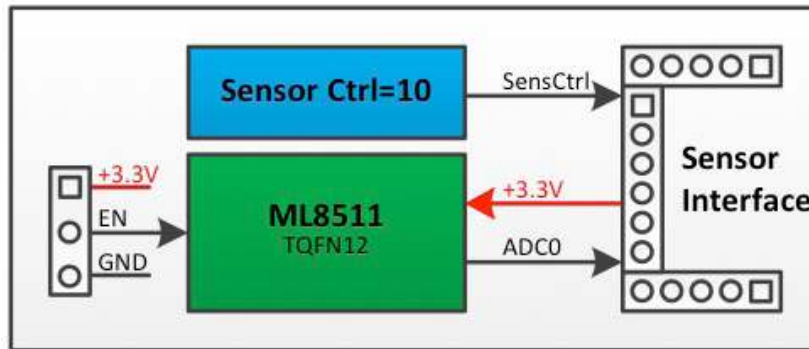 Sensor Ctrl=10
SensCtrl
+3.3V
EN
GND
ML8511
TQFN12
+3.3V
ADC0
Sensor
Interface